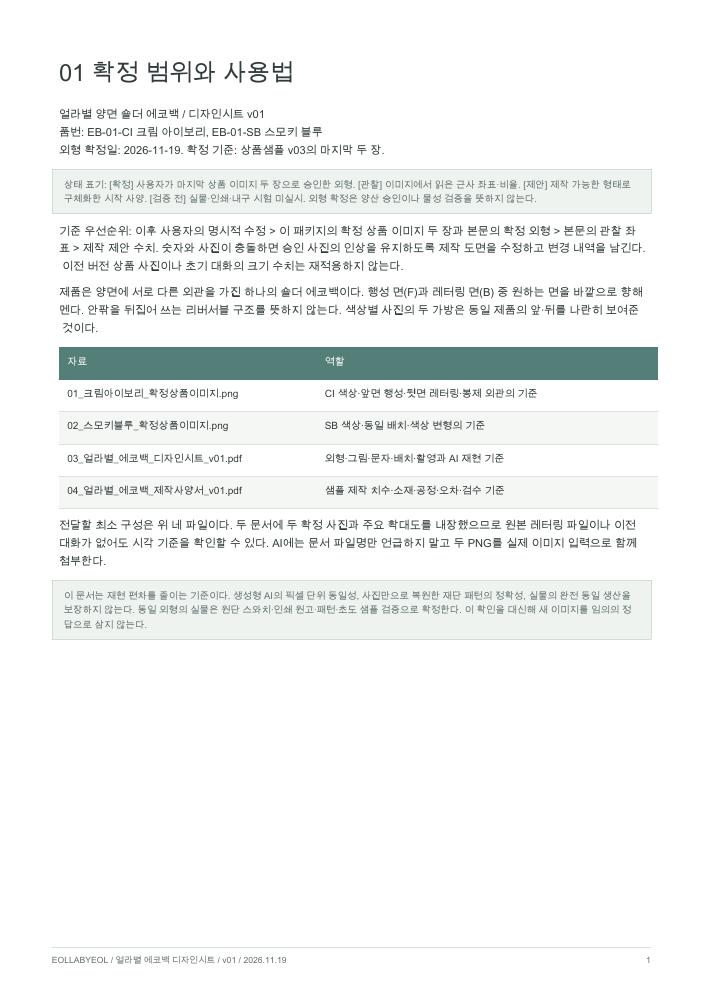 01 확정 범위와 사용법
얼라별 양면 숄더 에코백 / 디자인시트 v01
품번: EB-01-CI 크림 아이보리, EB-01-SB 스모키 블루
외형 확정일: 2026-11-19. 확정 기준: 상품샘플 v03의 마지막 두 장.
상태 표기: [확정] 사용자가 마지막 상품 이미지 두 장으로 승인한 외형. [관찰] 이미지에서 읽은 근사 좌표·비율. [제안] 제작 가능한 형태로
구체화한 시작 사양. [검증 전] 실물·인쇄·내구 시험 미실시. 외형 확정은 양산 승인이나 물성 검증을 뜻하지 않는다.
기준 우선순위: 이후 사용자의 명시적 수정 > 이 패키지의 확정 상품 이미지 두 장과 본문의 확정 외형 > 본문의 관찰 좌
표 > 제작 제안 수치. 숫자와 사진이 충돌하면 승인 사진의 인상을 유지하도록 제작 도면을 수정하고 변경 내역을 남긴다.
이전 버전 상품 사진이나 초기 대화의 크기 수치는 재적용하지 않는다.
제품은 양면에 서로 다른 외관을 가진 하나의 숄더 에코백이다. 행성 면(F)과 레터링 면(B) 중 원하는 면을 바깥으로 향해
멘다. 안팎을 뒤집어 쓰는 리버서블 구조를 뜻하지 않는다. 색상별 사진의 두 가방은 동일 제품의 앞·뒤를 나란히 보여준
것이다.
자료 역할
01_크림아이보리_확정상품이미지.png CI 색상·앞면 행성·뒷면 레터링·봉제 외관의 기준
02_스모키블루_확정상품이미지.png SB 색상·동일 배치·색상 변형의 기준
03_얼라별_에코백_디자인시트_v01.pdf 외형·그림·문자·배치·촬영과 AI 재현 기준
04_얼라별_에코백_제작사양서_v01.pdf 샘플 제작 치수·소재·공정·오차·검수 기준
전달할 최소 구성은 위 네 파일이다. 두 문서에 두 확정 사진과 주요 확대도를 내장했으므로 원본 레터링 파일이나 이전
대화가 없어도 시각 기준을 확인할 수 있다. AI에는 문서 파일명만 언급하지 말고 두 PNG를 실제 이미지 입력으로 함께
첨부한다.
이 문서는 재현 편차를 줄이는 기준이다. 생성형 AI의 픽셀 단위 동일성, 사진만으로 복원한 재단 패턴의 정확성, 실물의 완전 동일 생산을
보장하지 않는다. 동일 외형의 실물은 원단 스와치·인쇄 원고·패턴·초도 샘플 검증으로 확정한다. 이 확인을 대신해 새 이미지를 임의의 정
답으로 삼지 않는다.
EOLLABYEOL / 얼라별 에코백 디자인시트 / v01 / 2026.11.19 1